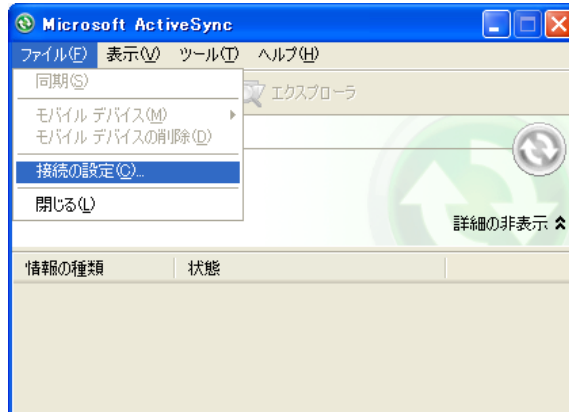 Microsoft ActiveSync
ファイル(F) 表示(V) ツール(T) ヘルプ(H)
同期(S)
エクスプローラ
モバイル デバイス(M)
モバイル デバイスの削除(D)
接続の設定(C)...
閉じる(L)
詳細の非表示
情報の種類 状態